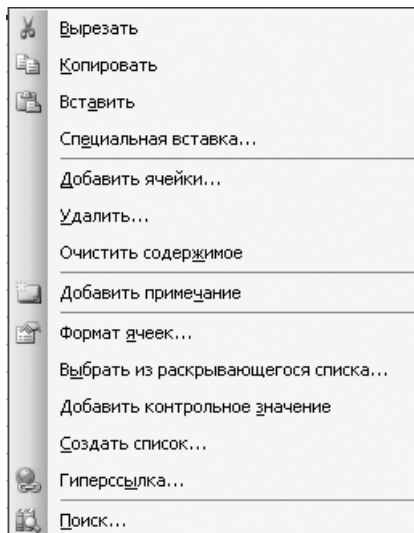 Вырезать
Копировать
Вставить
Специальная вставка...
Добавить ячейки...
Удалить...
Очистить содержимое
Добавить примечание
Формат ячеек...
Выбрать из раскрывающегося списка...
Добавить контрольное значение
Создать список...
Гиперссылка...
Поиск...